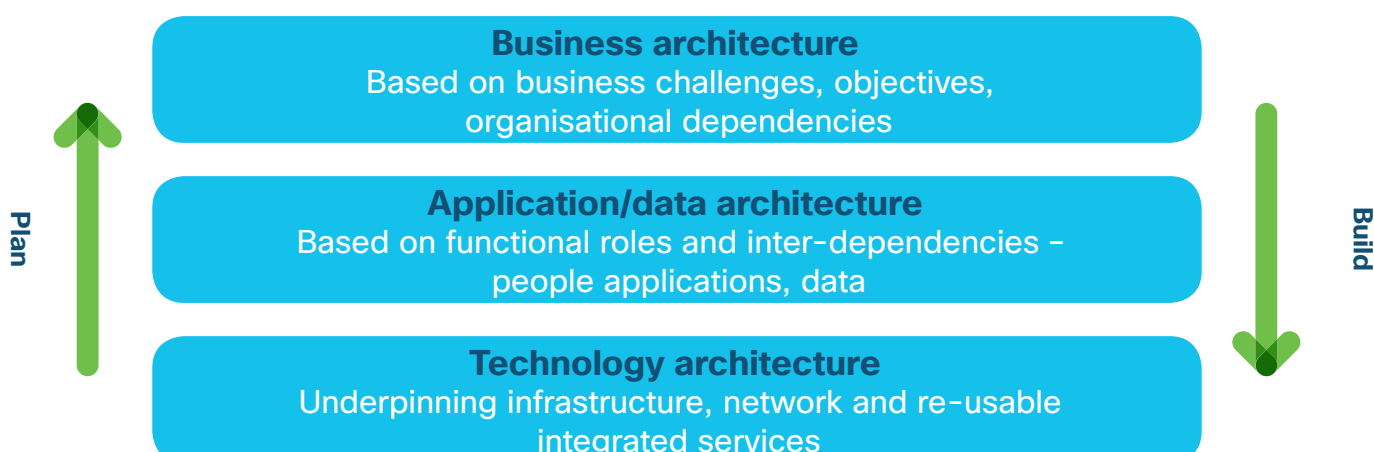 Business architecture
Based on business challenges, objectives,
organisational dependencies
Plan
Application/data architecture
Based on functional roles and inter-dependencies –
people applications, data
Build
Technology architecture
Underpinning infrastructure, network and re-usable
integrated services